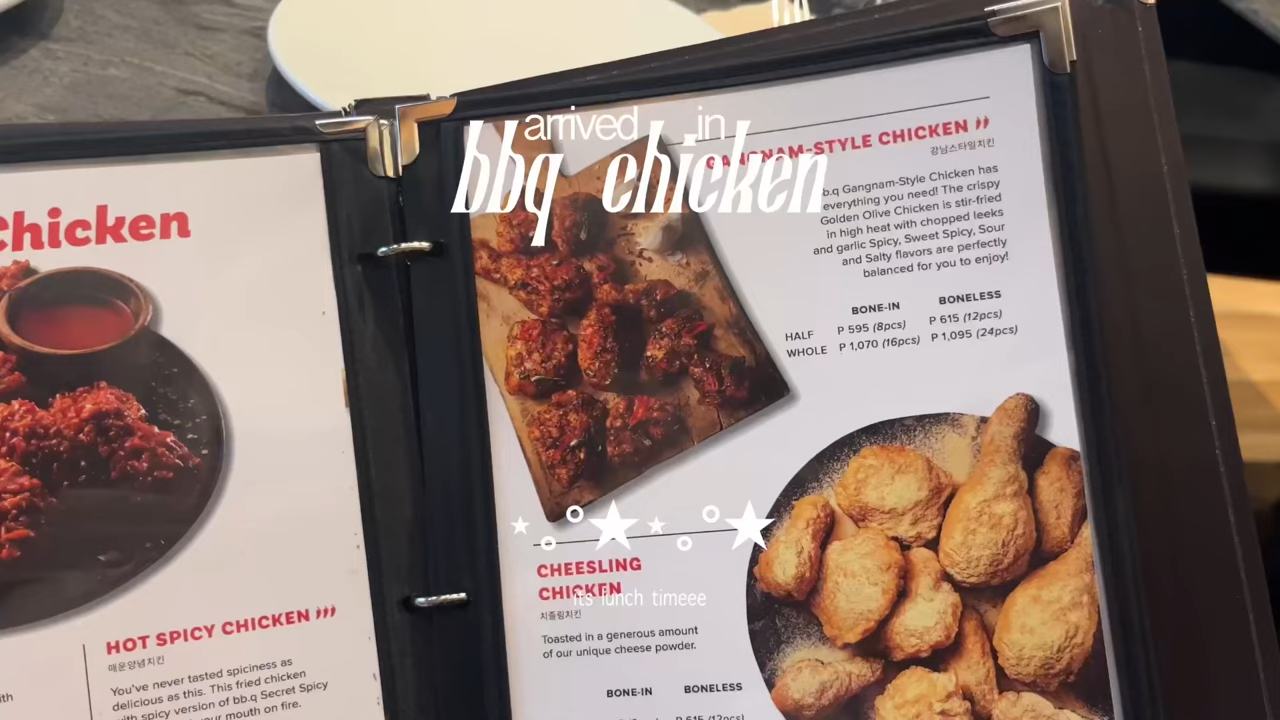 arrived in
bbq chicken
Chicken
HOT SPICY CHICKEN
매운양념치킨
You've never tasted spiciness as
delicious as this. This fried chicken
with spicy version of bb.q Secret Spicy
your mouth on fire.
GANGNAM-STYLE CHICKEN
강남스타일치킨
b.q Gangnam-Style Chicken has
everything you need! The crispy
Golden Olive Chicken is stir-fried
in high heat with chopped leeks
and garlic Spicy, Sweet Spicy, Sour
and Salty flavors are perfectly
balanced for you to enjoy!
BONE-IN BONELESS
HALF P 595 (8pcs) P 615 (12pcs)
WHOLE P 1,070 (16pcs) P 1,095 (24pcs)
CHEESLING
CHICKEN
its lunch timeee
치즐링치킨
Toasted in a generous amount
of our unique cheese powder.
BONE-IN BONELESS
P 615 (12pcs)